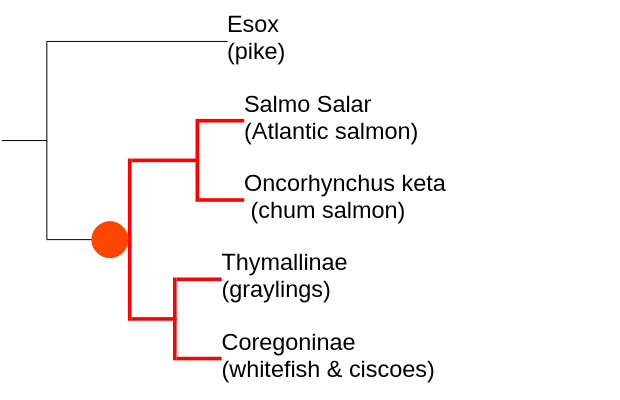 Esox
(pike)
Salmo Salar
(Atlantic salmon)
Oncorhynchus keta
(chum salmon)
Thymallinae
(graylings)
Coregoninae
(whitefish & ciscoes)